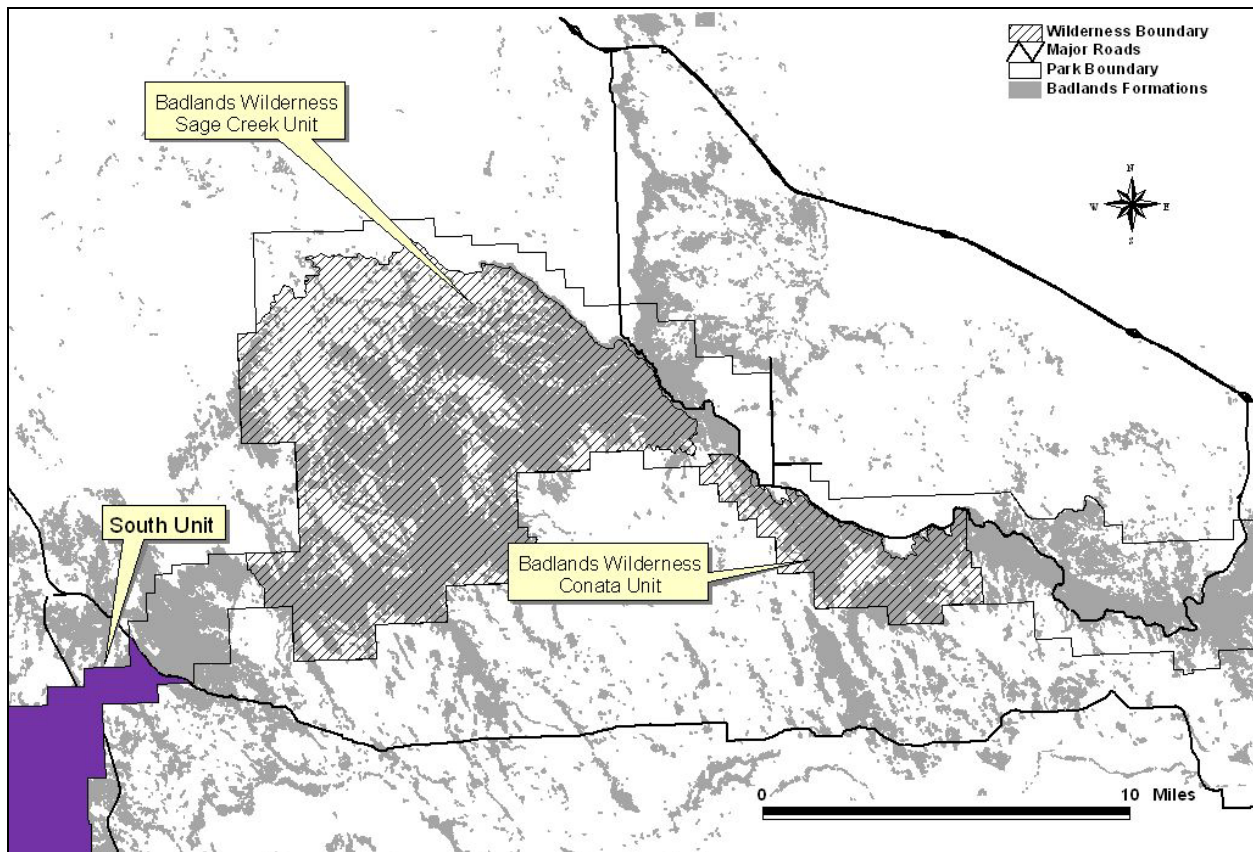 Wilderness Boundary
Major Roads
Park Boundary
Badlands Formations
Badlands Wilderness
Sage Creek Unit
N
W
E
S
South Unit
Badlands Wilderness
Conata Unit
0
10 Miles